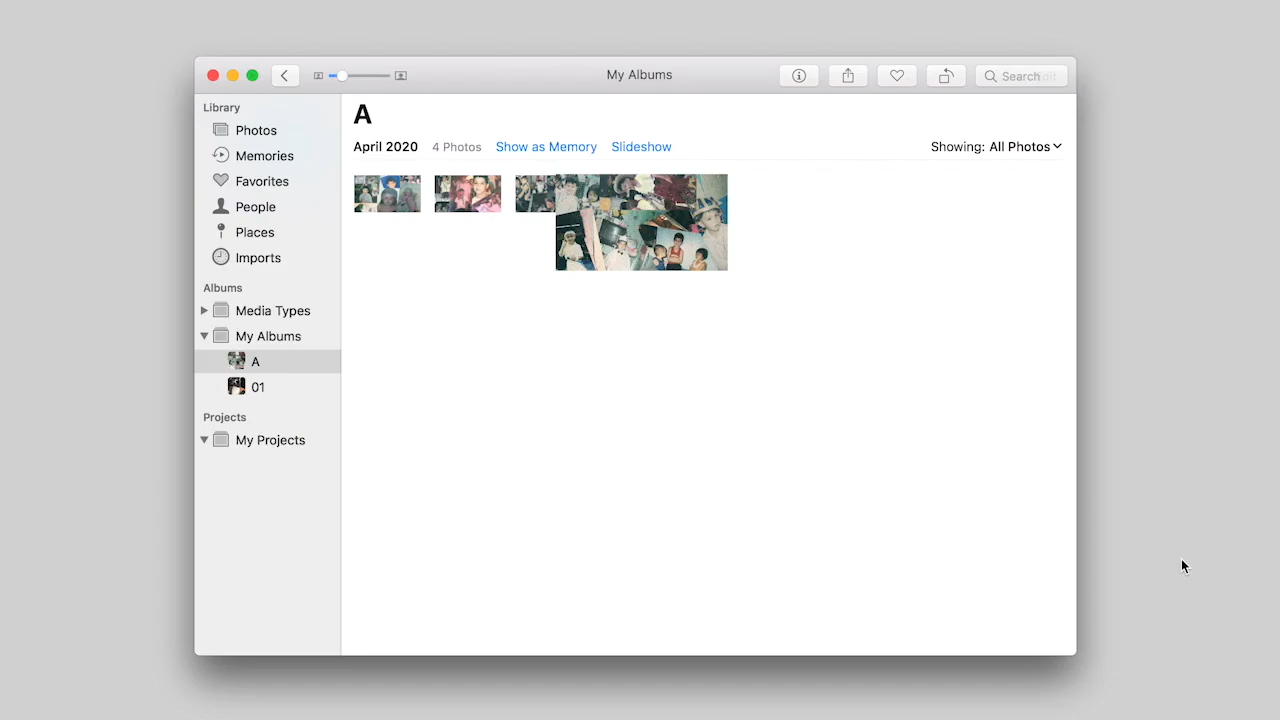 My Albums
Search
Library
Photos
Memories
Favorites
People
Places
Imports
Albums
Media Types
My Albums
A
01
Projects
My Projects
A
April 2020 4 Photos Show as Memory Slideshow
Showing: All Photos